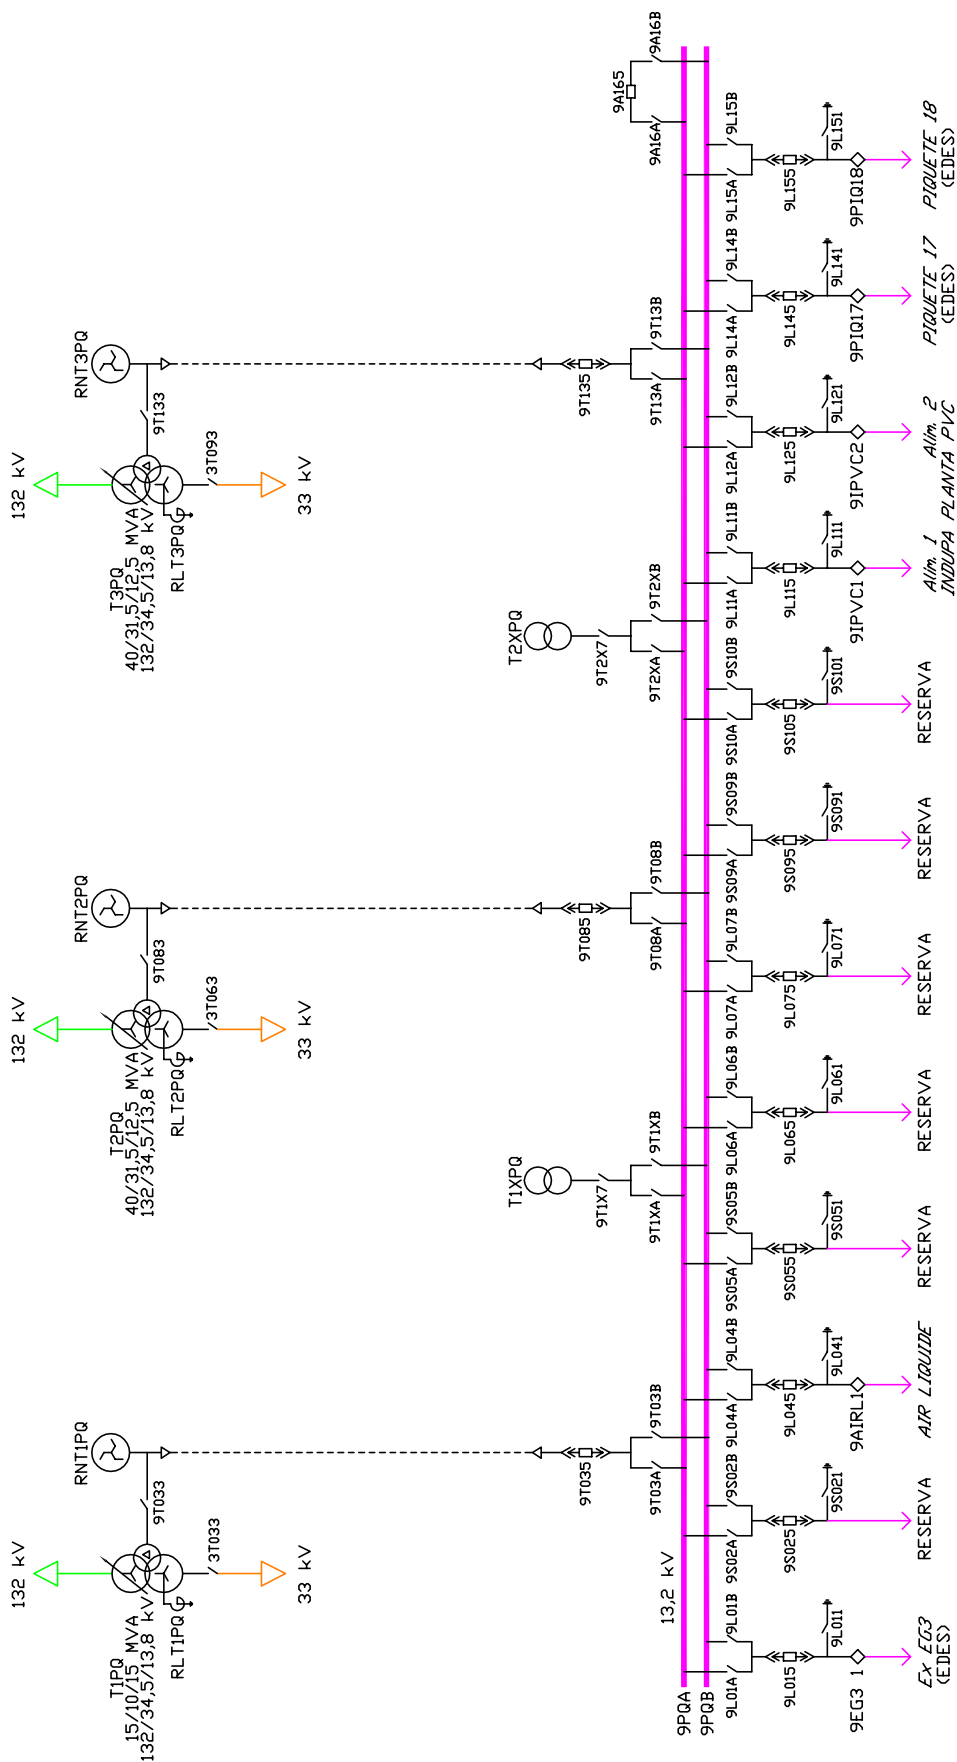 132 kV
T1PQ
15/10/15 MVA
132/34,5/13,8 kV
RLT1PQ
3T033
33 kV
9T033
RNT1PQ
9T035
9T03A
9T03B
132 kV
T2PQ
40/31,5/12,5 MVA
132/34,5/13,8 kV
RLT2PQ
3T063
33 kV
9T083
RNT2PQ
9T085
9T08A
9T08B
132 kV
T3PQ
40/31,5/12,5 MVA
132/34,5/13,8 kV
RLT3PQ
3T093
33 kV
9T133
RNT3PQ
9T135
9T13A
9T13B
T1XPQ
9T1X7
9T1XA
9T1XB
T2XPQ
9T2X7
9T2XA
9T2XB
9A165
9A16A
9A16B
13,2 kV
9PQA
9PQB
9L01A
9L01B
9L015
9L011
9EG3 1
Ex EG3
(EDES)
9S02A
9S02B
9S025
9S021
RESERVA
9L04A
9L04B
9L045
9L041
9AIRL1
AIR LIQUIDE
9S05A
9S05B
9S055
9S051
RESERVA
9L06A
9L06B
9L065
9L061
RESERVA
9L07A
9L07B
9L075
9L071
RESERVA
9S09A
9S09B
9S095
9S091
RESERVA
9S10A
9S10B
9S105
9S101
RESERVA
9L11A
9L11B
9L115
9L111
9IPVC1
Alim. 1
9L12A
9L12B
9L125
9L121
9IPVC2
Alim. 2
INDUPA PLANTA PVC
9L14A
9L14B
9L145
9L141
9PIQ17
PIQUETE 17
(EDES)
9L15A
9L15B
9L155
9L151
9PIQ18
PIQUETE 18
(EDES)